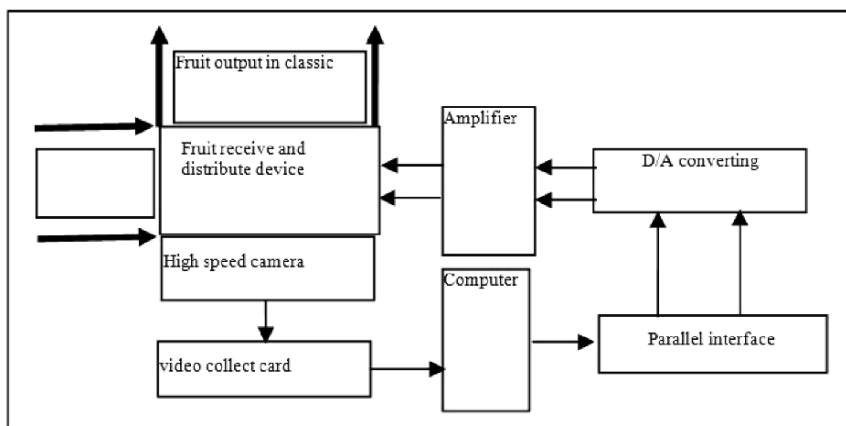 Fruit output in classic
Fruit receive and
distribute device
High speed camera
video collect card
Amplifier
Computer
D/A converting
Parallel interface